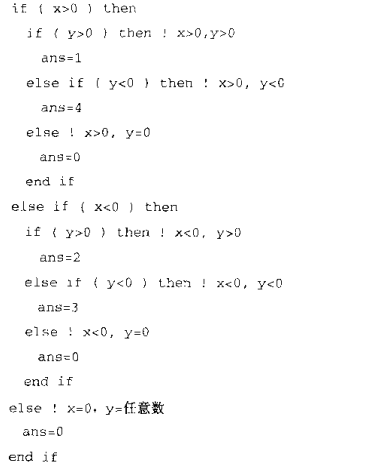 if ( x>0 ) then
if ( y>0 ) then ! x>0,y>0
ans=1
else if ( y<0 ) then ! x>0, y<0
ans=4
else ! x>0, y=0
ans=0
end if
else if ( x<0 ) then
if ( y>0 ) then ! x<0, y>0
ans=2
else if ( y<0 ) then ! x<0, y<0
ans=3
else ! x<0, y=0
ans=0
end if
else ! x=0, y=任意数
ans=0
end if